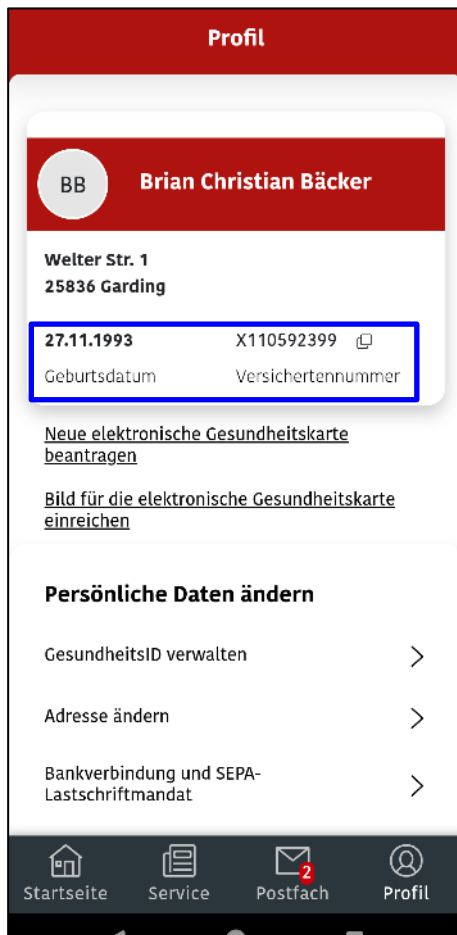 Profil
BB
Brian Christian Bäcker
Welter Str. 1
25836 Garding
27.11.1993 X110592399
Geburtsdatum Versichertennummer
Neue elektronische Gesundheitskarte
beantragen
Bild für die elektronische Gesundheitskarte
einreichen
Persönliche Daten ändern
GesundheitsID verwalten
Adresse ändern
Bankverbindung und SEPA-
Lastschriftmandat
2
Startseite Service Postfach Profil